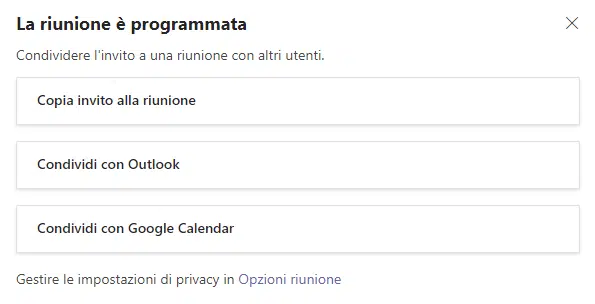 La riunione è programmata
Condividere l'invito a una riunione con altri utenti.
Copia invito alla riunione
Condividi con Outlook
Condividi con Google Calendar
Gestire le impostazioni di privacy in Opzioni riunione